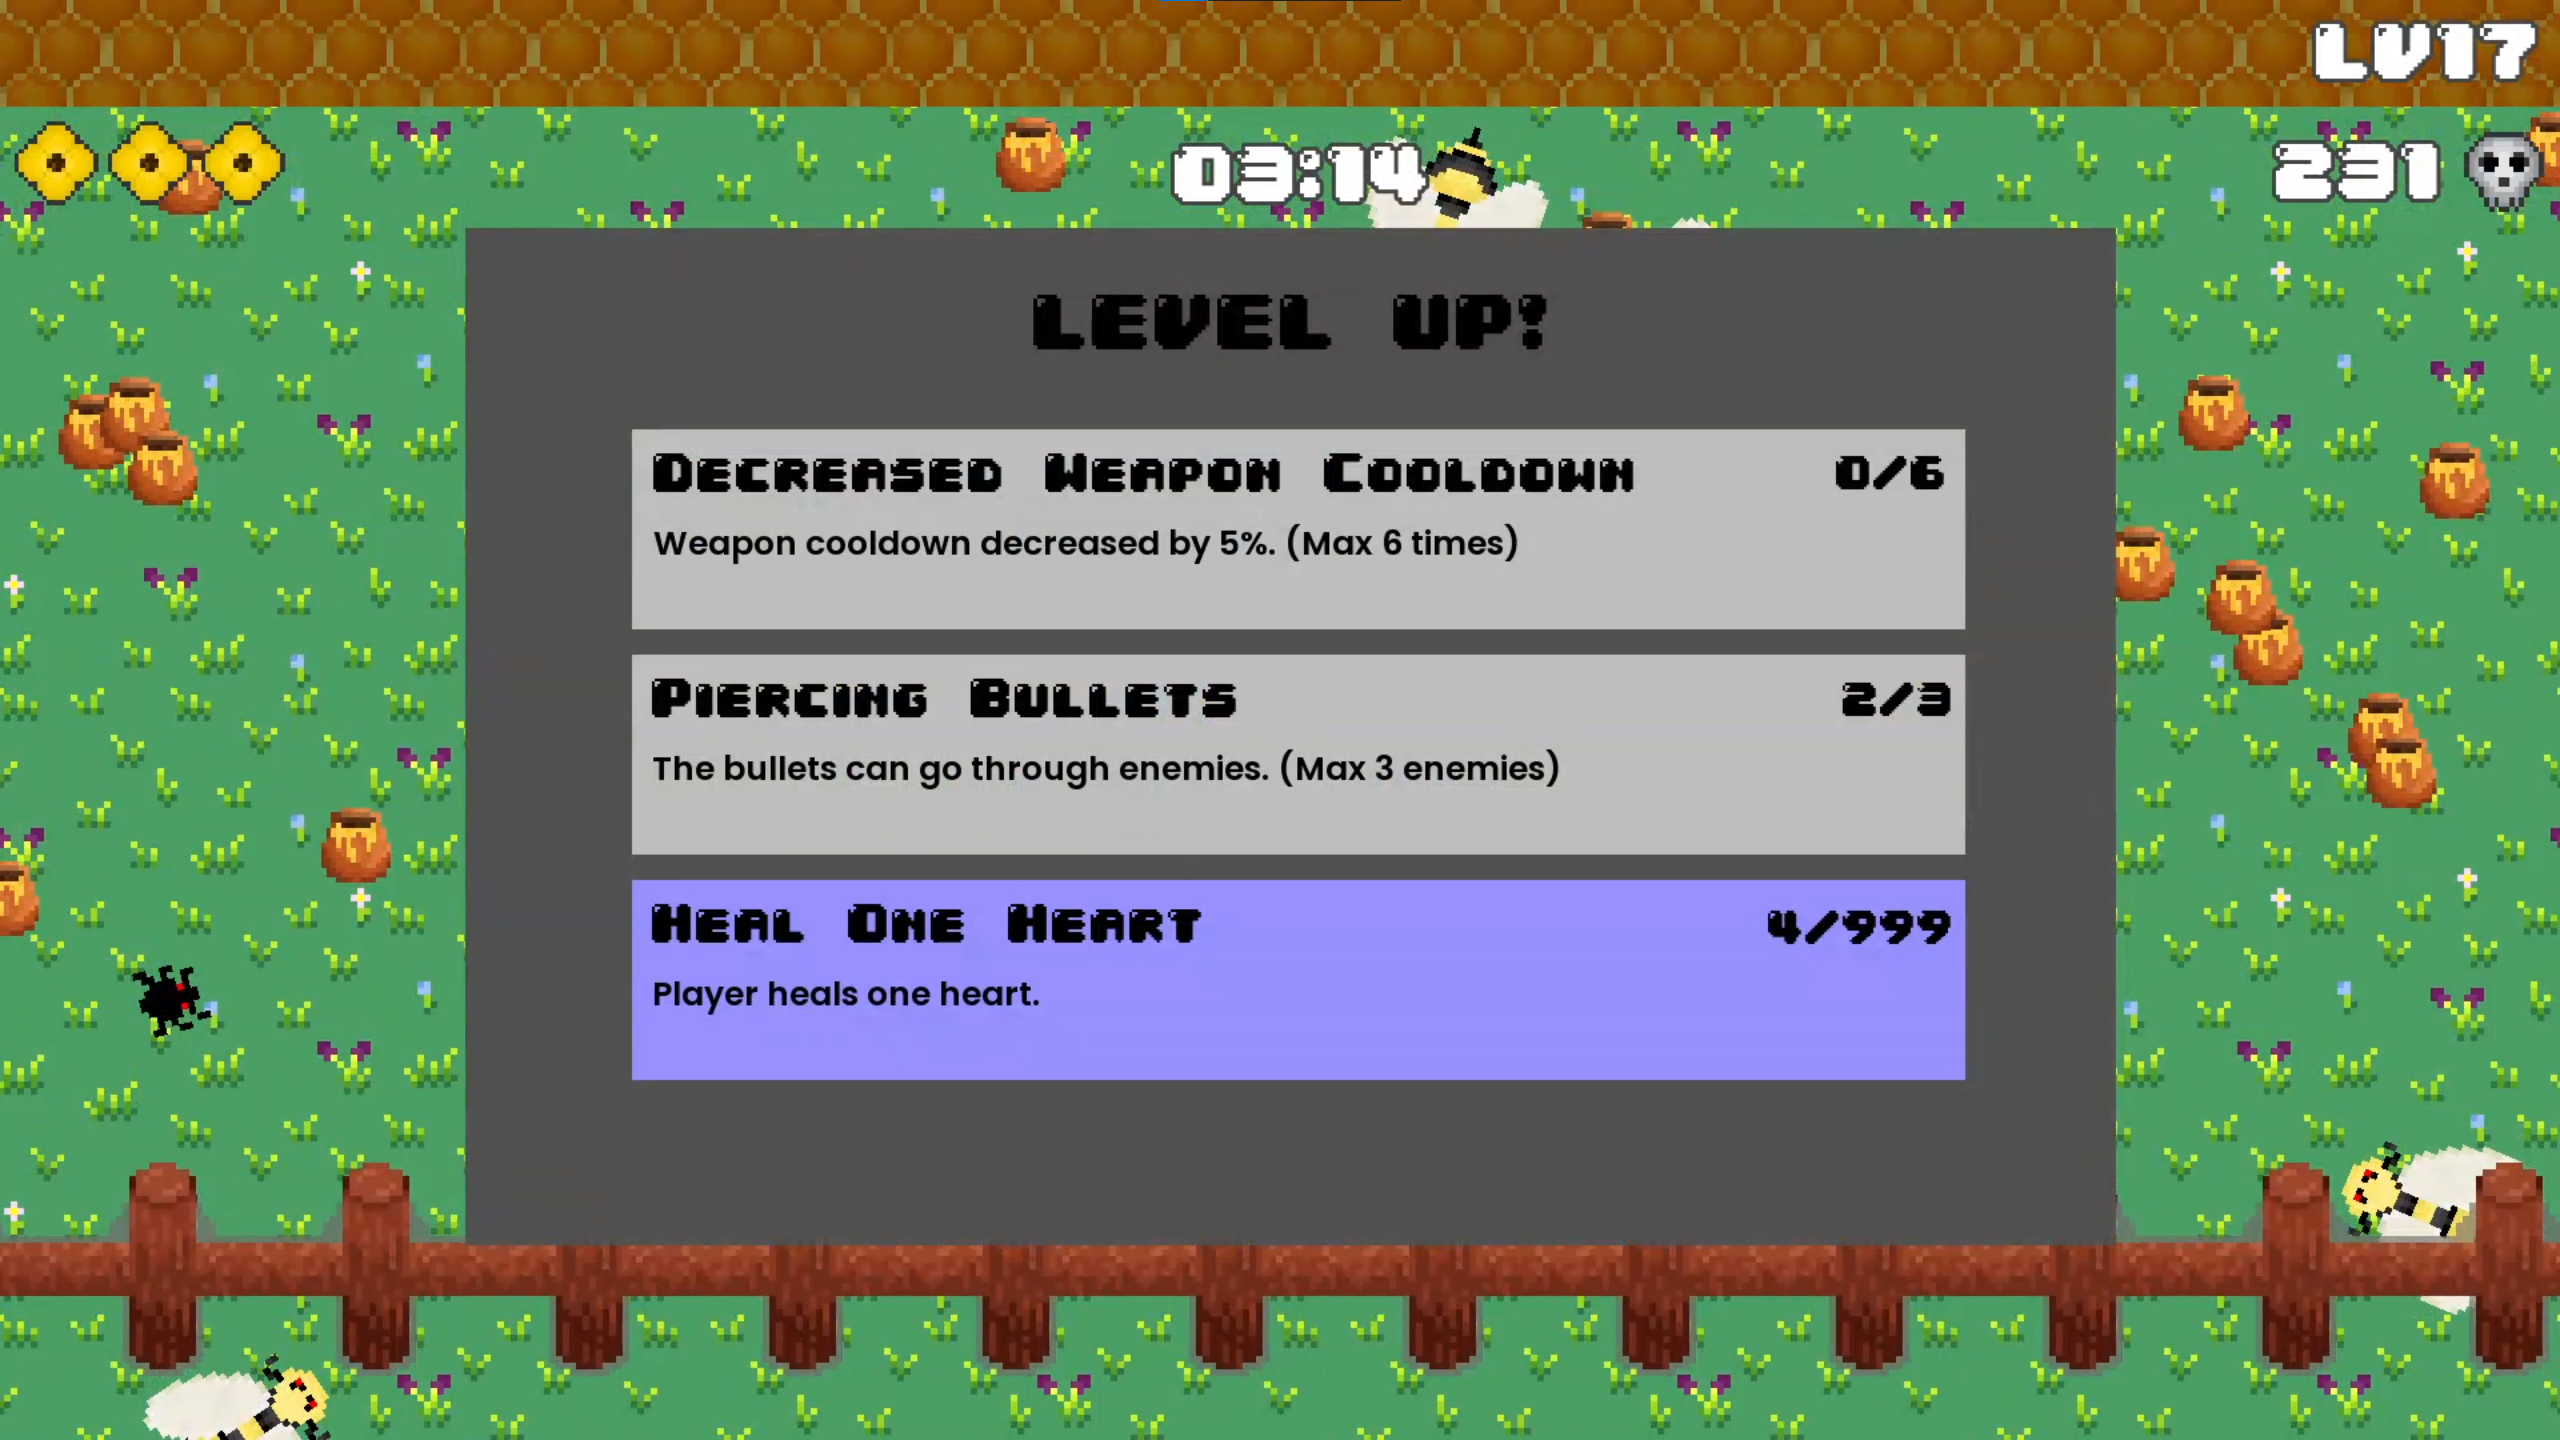 LV17
03:14
231
LEVEL UP!
Decreased Weapon Cooldown 0/6
Weapon cooldown decreased by 5%. (Max 6 times)
Piercing Bullets 2/3
The bullets can go through enemies. (Max 3 enemies)
Heal One Heart 4/999
Player heals one heart.